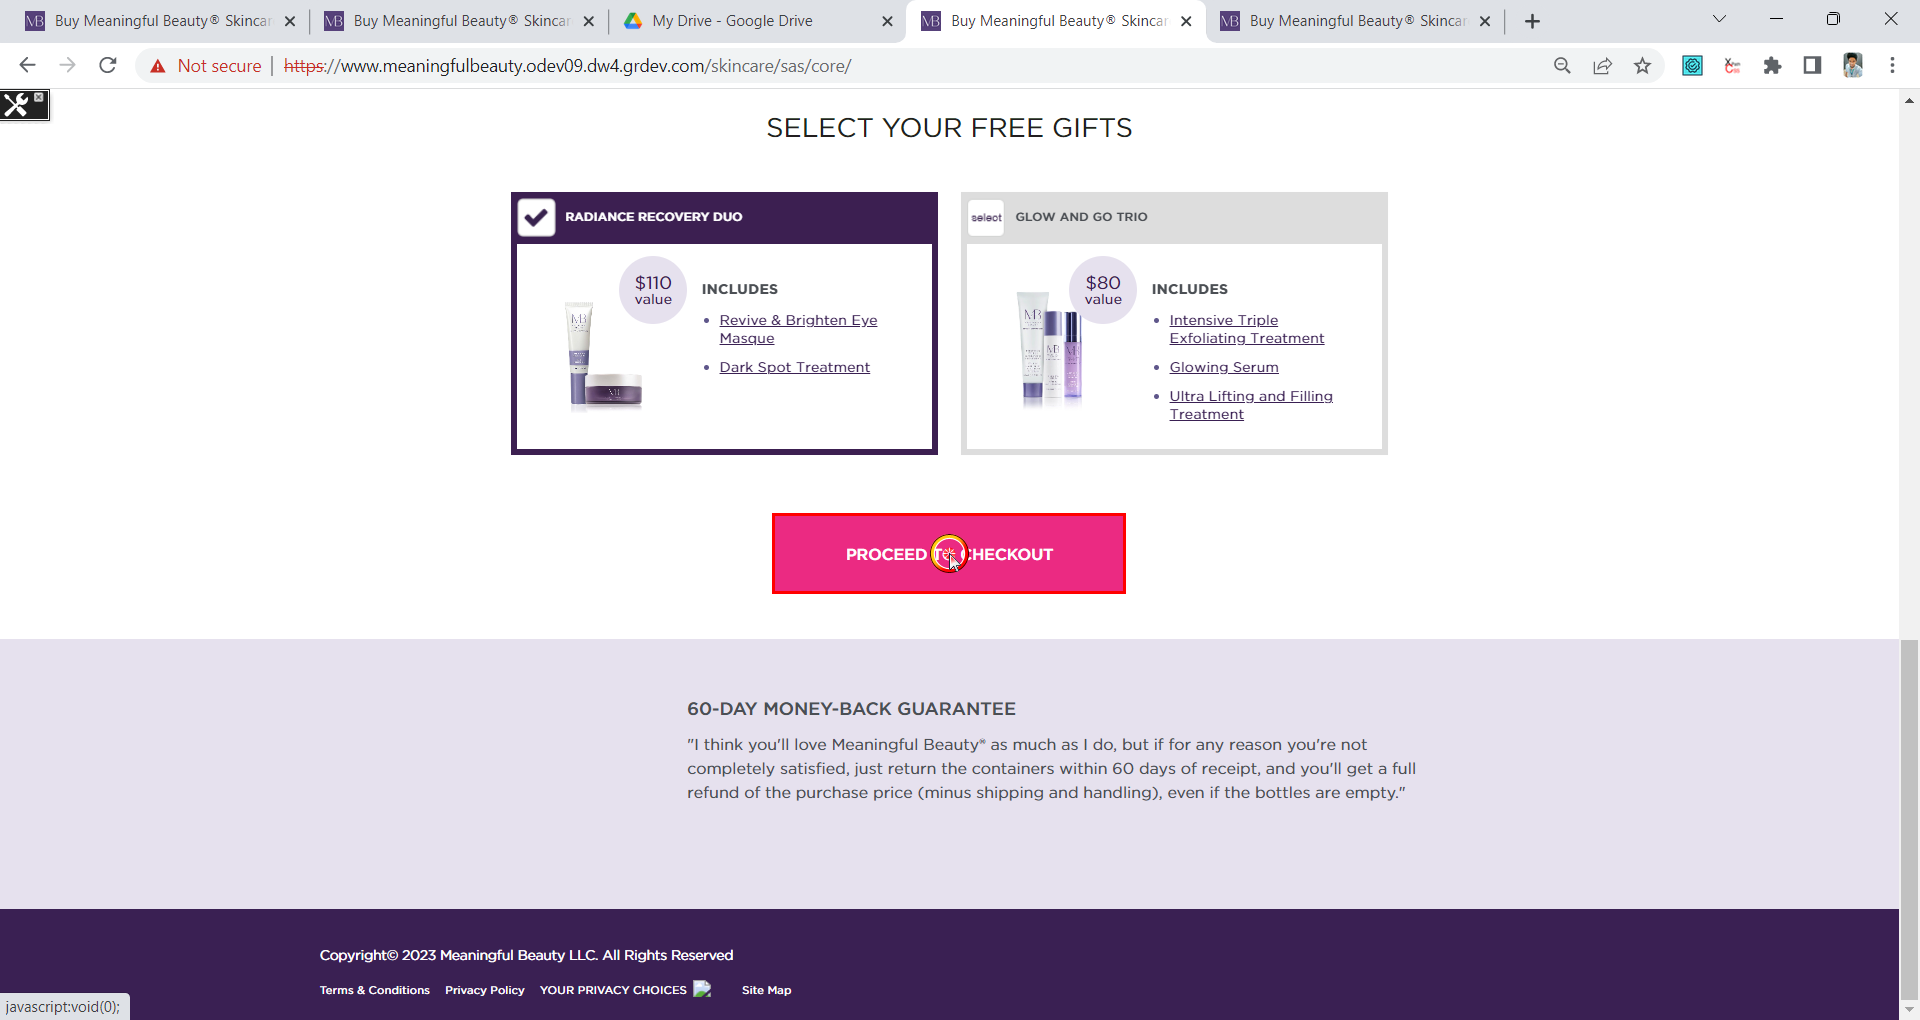 Buy Meaningful Beauty® Skincar
Buy Meaningful Beauty® Skincar
My Drive - Google Drive
Buy Meaningful Beauty® Skincar
Buy Meaningful Beauty® Skincar
Not secure
https://www.meaningfulbeauty.odev09.dw4.grdev.com/skincare/sas/core/
SELECT YOUR FREE GIFTS
RADIANCE RECOVERY DUO
$110
value
INCLUDES
Revive & Brighten Eye
Masque
Dark Spot Treatment
select
GLOW AND GO TRIO
$80
value
INCLUDES
Intensive Triple
Exfoliating Treatment
Glowing Serum
Ultra Lifting and Filling
Treatment
PROCEED TO CHECKOUT
60-DAY MONEY-BACK GUARANTEE
"I think you'll love Meaningful Beauty® as much as I do, but if for any reason you're not
completely satisfied, just return the containers within 60 days of receipt, and you'll get a full
refund of the purchase price (minus shipping and handling), even if the bottles are empty."
Copyright© 2023 Meaningful Beauty LLC. All Rights Reserved
Terms & Conditions Privacy Policy YOUR PRIVACY CHOICES Site Map
javascript:void(0);